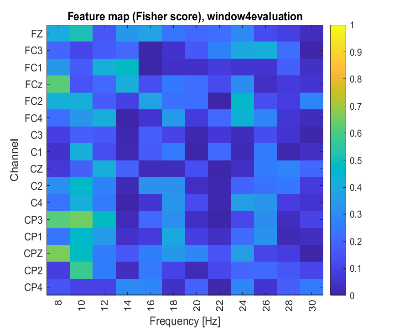 Feature map (Fisher score), window4evaluation
Channel
FZ
FC3
FC1
FCz
FC2
FC4
C3
C1
CZ
C2
C4
CP3
CP1
CPZ
CP2
CP4
8 10 12 14 16 18 20 22 24 26 28 30
Frequency [Hz]
1
0.9
0.8
0.7
0.6
0.5
0.4
0.3
0.2
0.1
0